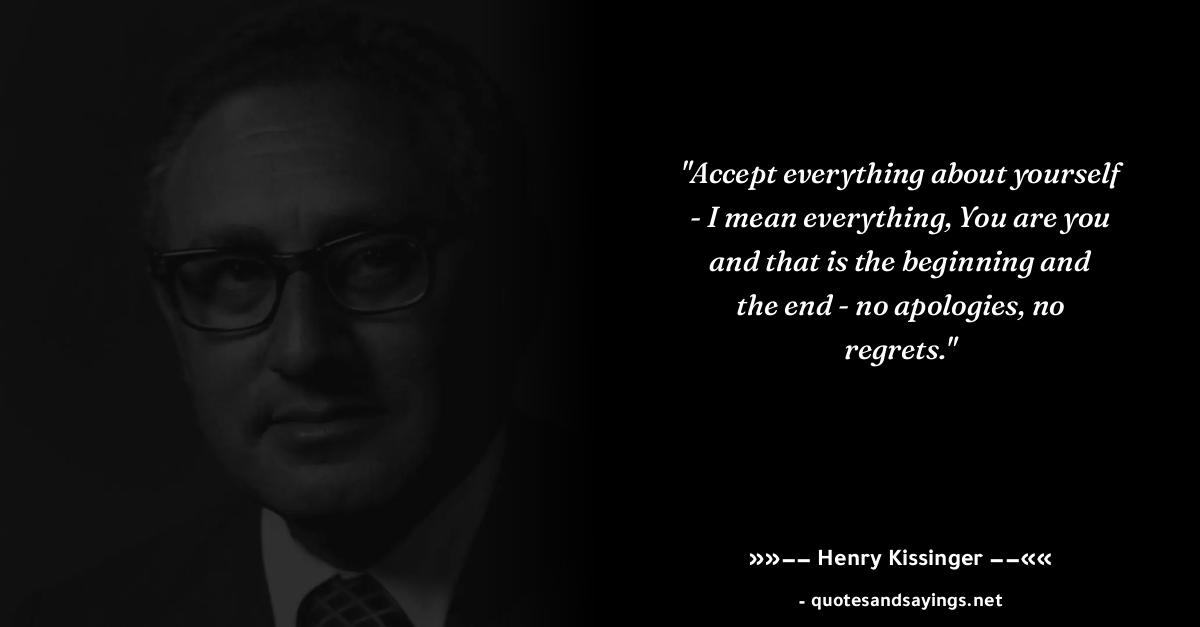 "Accept everything about yourself
- I mean everything, You are you
and that is the beginning and
the end - no apologies, no
regrets."
»»−− Henry Kissinger −−««
- quotesandsayings.net